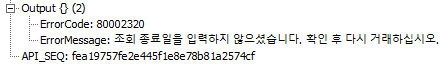 Output {} (2)
ErrorCode: 80002320
ErrorMessage: 조회 종료일을 입력하지 않으셨습니다. 확인 후 다시 거래하십시오.
API_SEQ: fea19757fe2e445f1e8e78b81a2574cf